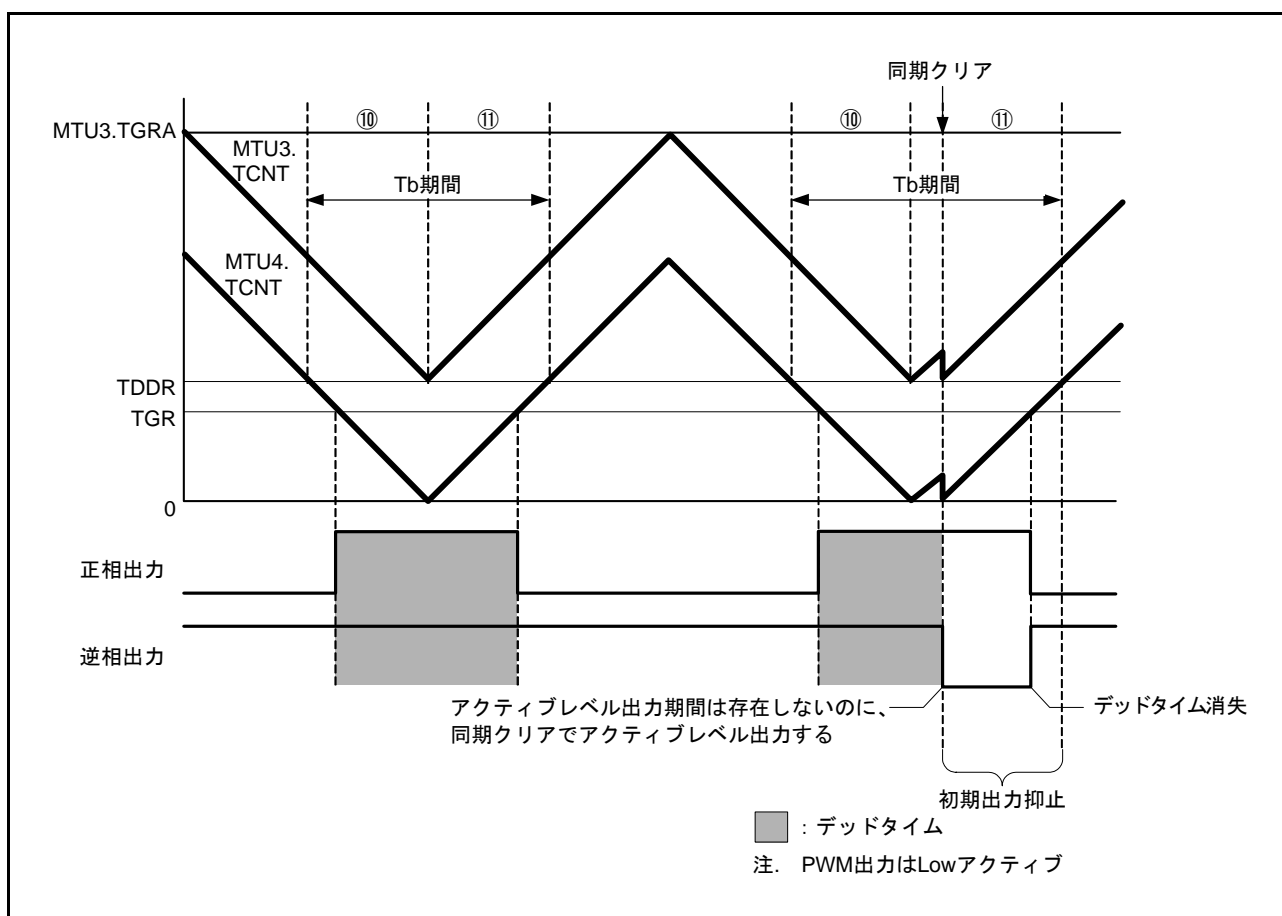 同期クリア
⑩ ⑪ ⑩ ⑪
MTU3.TGRA
MTU3.
TCNT
Tb期間 Tb期間
MTU4.
TCNT
TDDR
TGR
0
正相出力
逆相出力
アクティブレベル出力期間は存在しないのに、
同期クリアでアクティブレベル出力する
デッドタイム消失
初期出力抑止
：デッドタイム
注. PWM出力はLowアクティブ